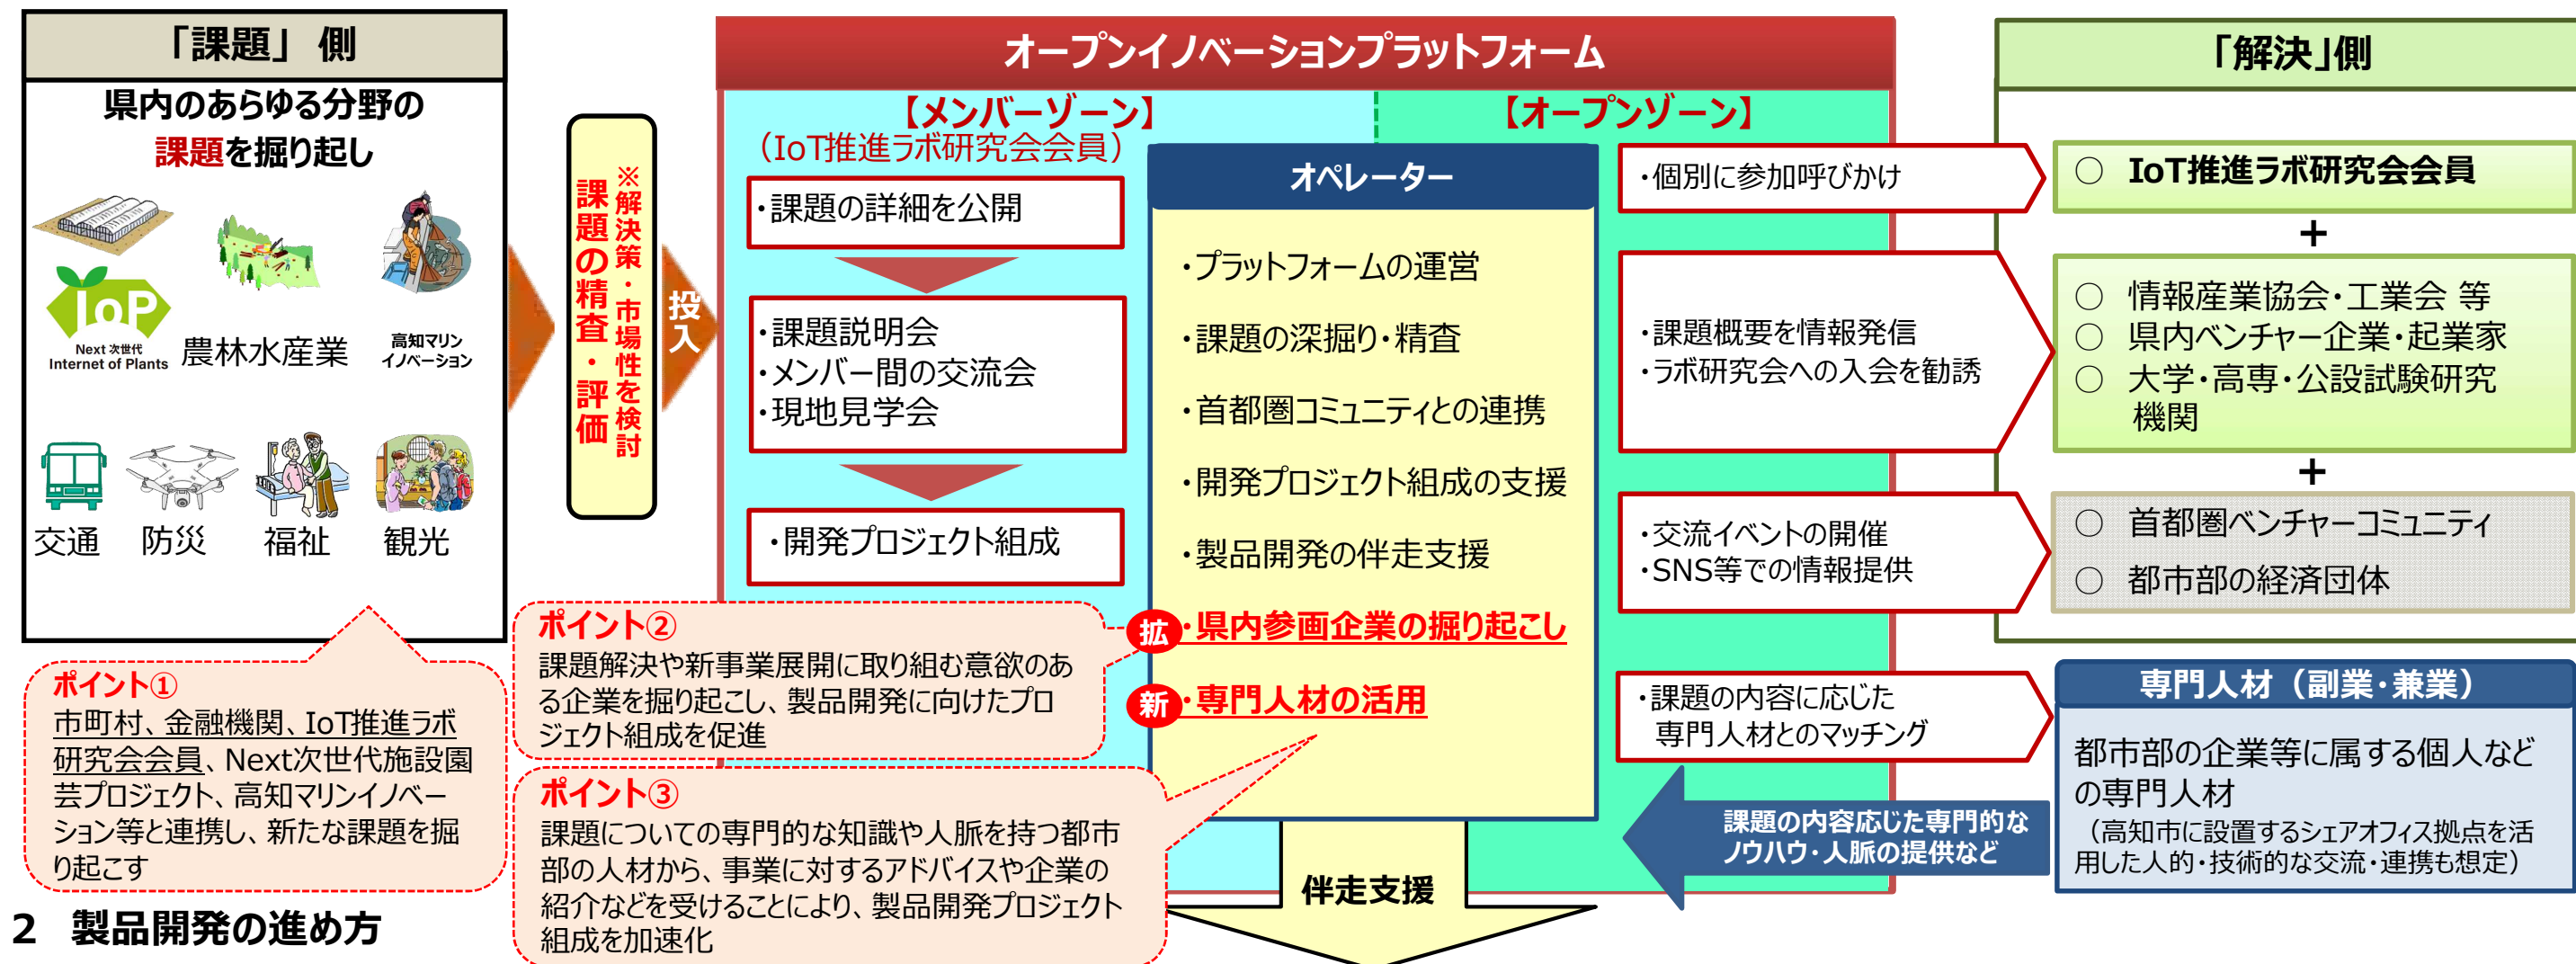 「課題」 側
県内のあらゆる分野の
課題を掘り起し
IoP
Next 次世代
Internet of Plants
農林水産業
高知マリン
イノベーション
交通
防災
福祉
観光
ポイント①
市町村、金融機関、IoT推進ラボ
研究会会員、Next次世代施設園
芸プロジェクト、高知マリンイノベー
ション等と連携し、新たな課題を掘
り起こす
課題の精査・評価
※解決策・市場性を検討
投入
オープンイノベーションプラットフォーム
【メンバーゾーン】
（IoT推進ラボ研究会会員）
・課題の詳細を公開
・課題説明会
・メンバー間の交流会
・現地見学会
・開発プロジェクト組成
ポイント②
課題解決や新事業展開に取り組む意欲のあ
る企業を掘り起こし、製品開発に向けたプロ
ジェクト組成を促進
ポイント③
課題についての専門的な知識や人脈を持つ都市
部の人材から、事業に対するアドバイスや企業の
紹介などを受けることにより、製品開発プロジェクト
組成を加速化
オペレーター
・プラットフォームの運営
・課題の深掘り・精査
・首都圏コミュニティとの連携
・開発プロジェクト組成の支援
・製品開発の伴走支援
拡・県内参画企業の掘り起こし
新・専門人材の活用
伴走支援
【オープンゾーン】
・個別に参加呼びかけ
・課題概要を情報発信
・ラボ研究会への入会を勧誘
・交流イベントの開催
・SNS等での情報提供
・課題の内容に応じた
専門人材とのマッチング
課題の内容応じた専門的な
ノウハウ・人脈の提供など
「解決」側
○ IoT推進ラボ研究会会員
+
○ 情報産業協会・工業会 等
○ 県内ベンチャー企業・起業家
○ 大学・高専・公設試験研究
機関
+
○ 首都圏ベンチャーコミュニティ
○ 都市部の経済団体
専門人材（副業・兼業）
都市部の企業等に属する個人など
の専門人材
（高知市に設置するシェアオフィス拠点を活
用した人的・技術的な交流・連携も想定）
2 製品開発の進め方